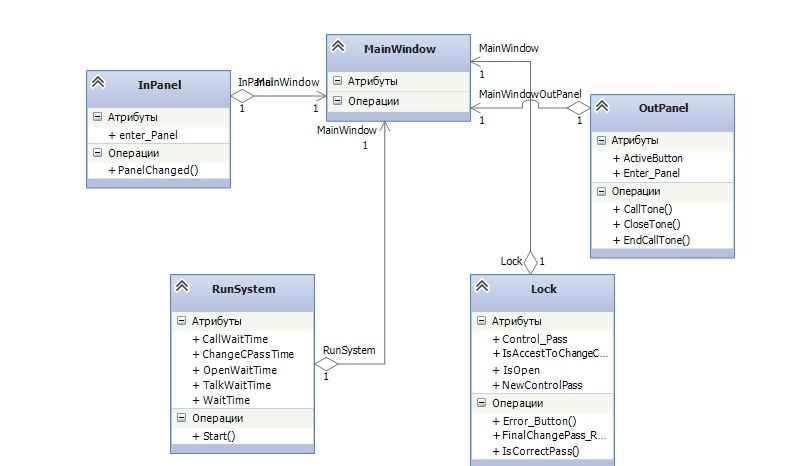 MainWindow
Атрибуты
Операции
InPanel
Атрибуты
+ enter_Panel
Операции
+ PanelChanged()
InPanel
MainWindow
1
1
MainWindow
1
MainWindow
1
MainWindow
OutPanel
1
1
OutPanel
Атрибуты
+ ActiveButton
+ Enter_Panel
Операции
+ CallTone()
+ CloseTone()
+ EndCallTone()
RunSystem
Атрибуты
+ CallWaitTime
+ ChangeCPassTime
+ OpenWaitTime
+ TalkWaitTime
+ WaitTime
Операции
+ Start()
RunSystem
1
Lock
1
Lock
Атрибуты
+ Control_Pass
+ IsAccestToChangeC...
+ IsOpen
+ NewControlPass
Операции
+ Error_Button()
+ FinalChangePass_R...
+ IsCorrectPass()